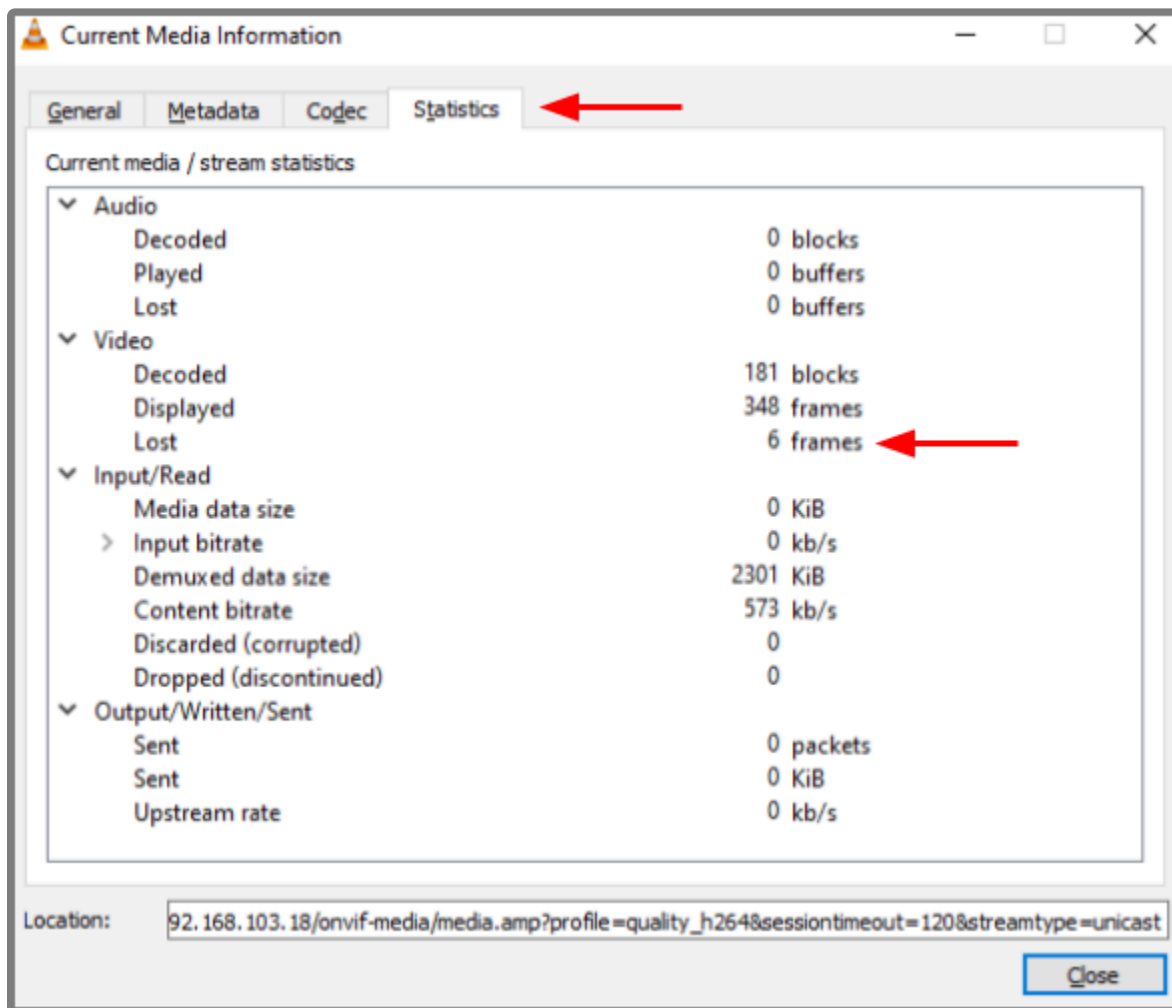 Current Media Information
General Metadata Codec Statistics
Current media / stream statistics
Audio
Decoded 0 blocks
Played 0 buffers
Lost 0 buffers
Video
Decoded 181 blocks
Displayed 348 frames
Lost 6 frames
Input/Read
Media data size 0 KiB
Input bitrate 0 kb/s
Demuxed data size 2301 KiB
Content bitrate 573 kb/s
Discarded (corrupted) 0
Dropped (discontinued) 0
Output/Written/Sent
Sent 0 packets
Sent 0 KiB
Upstream rate 0 kb/s
Location: 92.168.103.18/onvif-media/media.amp?profile=quality_h264&sessiontimeout=120&streamtype=unicast
Close